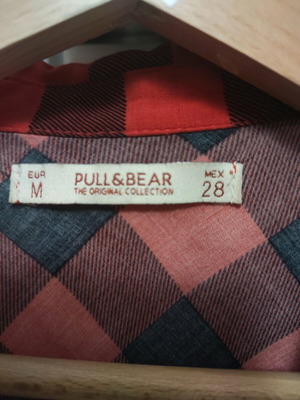 EUR
M
PULL&BEAR
THE ORIGINAL COLLECTION
MEX
28